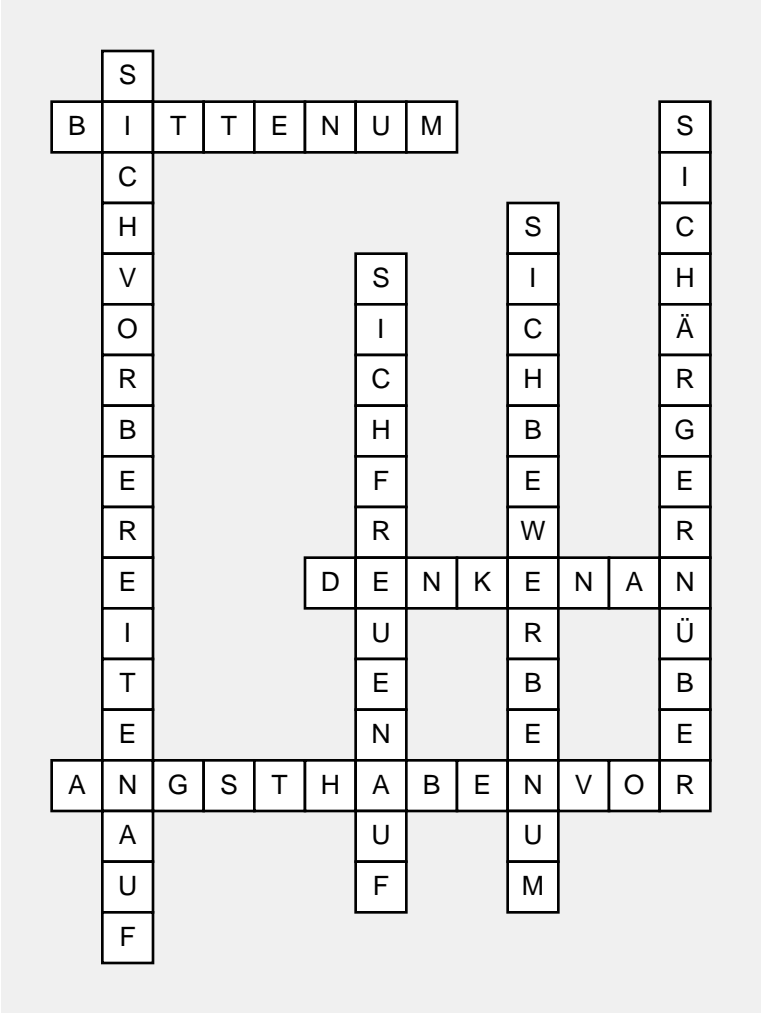 SICHVORBEREITENAUF
BITTENUM
SICHÄRGERNÜBER
SICHBEWERBENUM
SICHFREUENAUF
DENKENAN
ANGSTHABENVOR